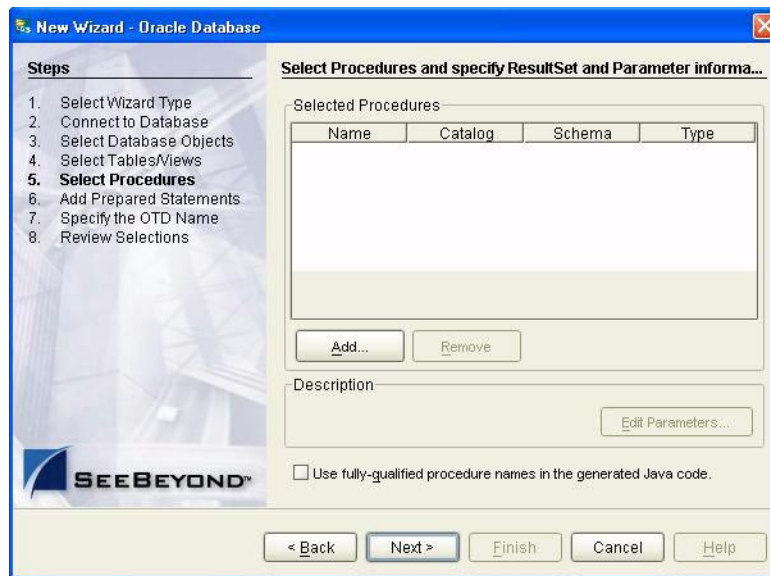 New Wizard - Oracle Database
Steps
1. Select Wizard Type
2. Connect to Database
3. Select Database Objects
4. Select Tables/Views
5. Select Procedures
6. Add Prepared Statements
7. Specify the OTD Name
8. Review Selections
SEEBEYOND™
Select Procedures and specify ResultSet and Parameter informa...
Selected Procedures
Name Catalog Schema Type
Add... Remove
Description
Edit Parameters...
Use fully-qualified procedure names in the generated Java code.
< Back Next > Finish Cancel Help